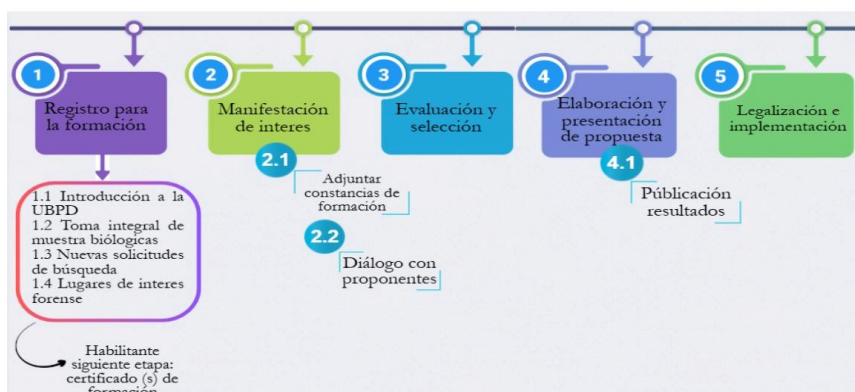 1
Registro para
la formación
1.1 Introducción a la
UBPD
1.2 Toma integral de
muestra biólogicas
1.3 Nuevas solicitudes
de búsqueda
1.4 Lugares de interes
forense
Habilitante
siguiente etapa:
certificado (s) de
formación
2
Manifestación
de interes
2.1
Adjuntar
constancias de
formación
2.2
Diálogo con
proponentes
3
Evaluación y
selección
4
Elaboración y
presentación
de propuesta
4.1
Públicación
resultados
5
Legalización e
implementación